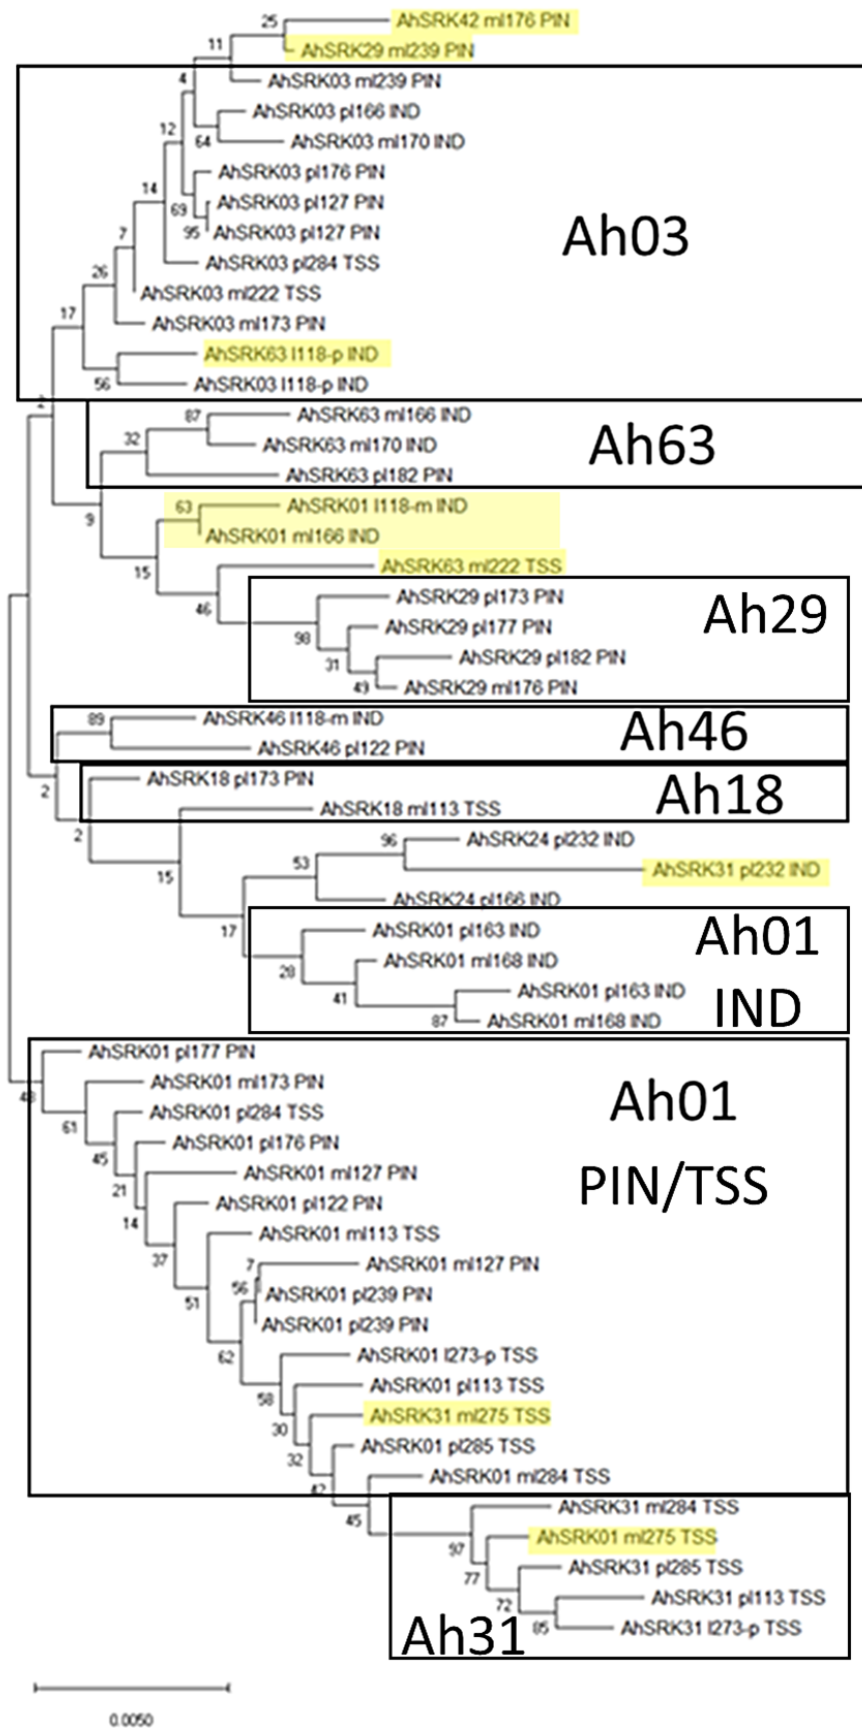 25
AhSRK42 ml176 PIN
AhSRK29 ml239 PIN
11
AhSRK03 ml239 PIN
4
AhSRK03 pl166 IND
64
AhSRK03 ml170 IND
12
AhSRK03 pl176 PIN
69
AhSRK03 pl127 PIN
95
AhSRK03 pl127 PIN
14
AhSRK03 pl284 TSS
7
AhSRK03 ml222 TSS
26
AhSRK03 ml173 PIN
17
AhSRK63 l118-p IND
56
AhSRK03 l118-p IND
Ah03
2
87
AhSRK63 ml166 IND
32
AhSRK63 ml170 IND
AhSRK63 pl182 PIN
Ah63
9
63
AhSRK01 l118-m IND
AhSRK01 ml166 IND
15
AhSRK63 ml222 TSS
46
AhSRK29 pl173 PIN
98
AhSRK29 pl177 PIN
31
AhSRK29 pl182 PIN
49
AhSRK29 ml176 PIN
Ah29
89
AhSRK46 l118-m IND
AhSRK46 pl122 PIN
Ah46
2
AhSRK18 pl173 PIN
AhSRK18 ml113 TSS
Ah18
2
96
AhSRK24 pl232 IND
53
AhSRK31 pl232 IND
15
AhSRK24 pl166 IND
17
AhSRK01 pl163 IND
28
AhSRK01 ml168 IND
41
AhSRK01 pl163 IND
87
AhSRK01 ml168 IND
Ah01
IND
AhSRK01 pl177 PIN
48
AhSRK01 ml173 PIN
61
AhSRK01 pl284 TSS
45
AhSRK01 pl176 PIN
21
AhSRK01 ml127 PIN
14
AhSRK01 pl122 PIN
37
AhSRK01 ml113 TSS
51
7
AhSRK01 ml127 PIN
56
AhSRK01 pl239 PIN
AhSRK01 pl239 PIN
62
AhSRK01 l273-p TSS
58
AhSRK01 pl113 TSS
30
AhSRK31 ml275 TSS
32
AhSRK01 pl285 TSS
42
AhSRK01 ml284 TSS
Ah01
PIN/TSS
45
AhSRK31 ml284 TSS
97
AhSRK01 ml275 TSS
77
AhSRK31 pl285 TSS
72
AhSRK31 pl113 TSS
85
AhSRK31 l273-p TSS
Ah31
0.0050